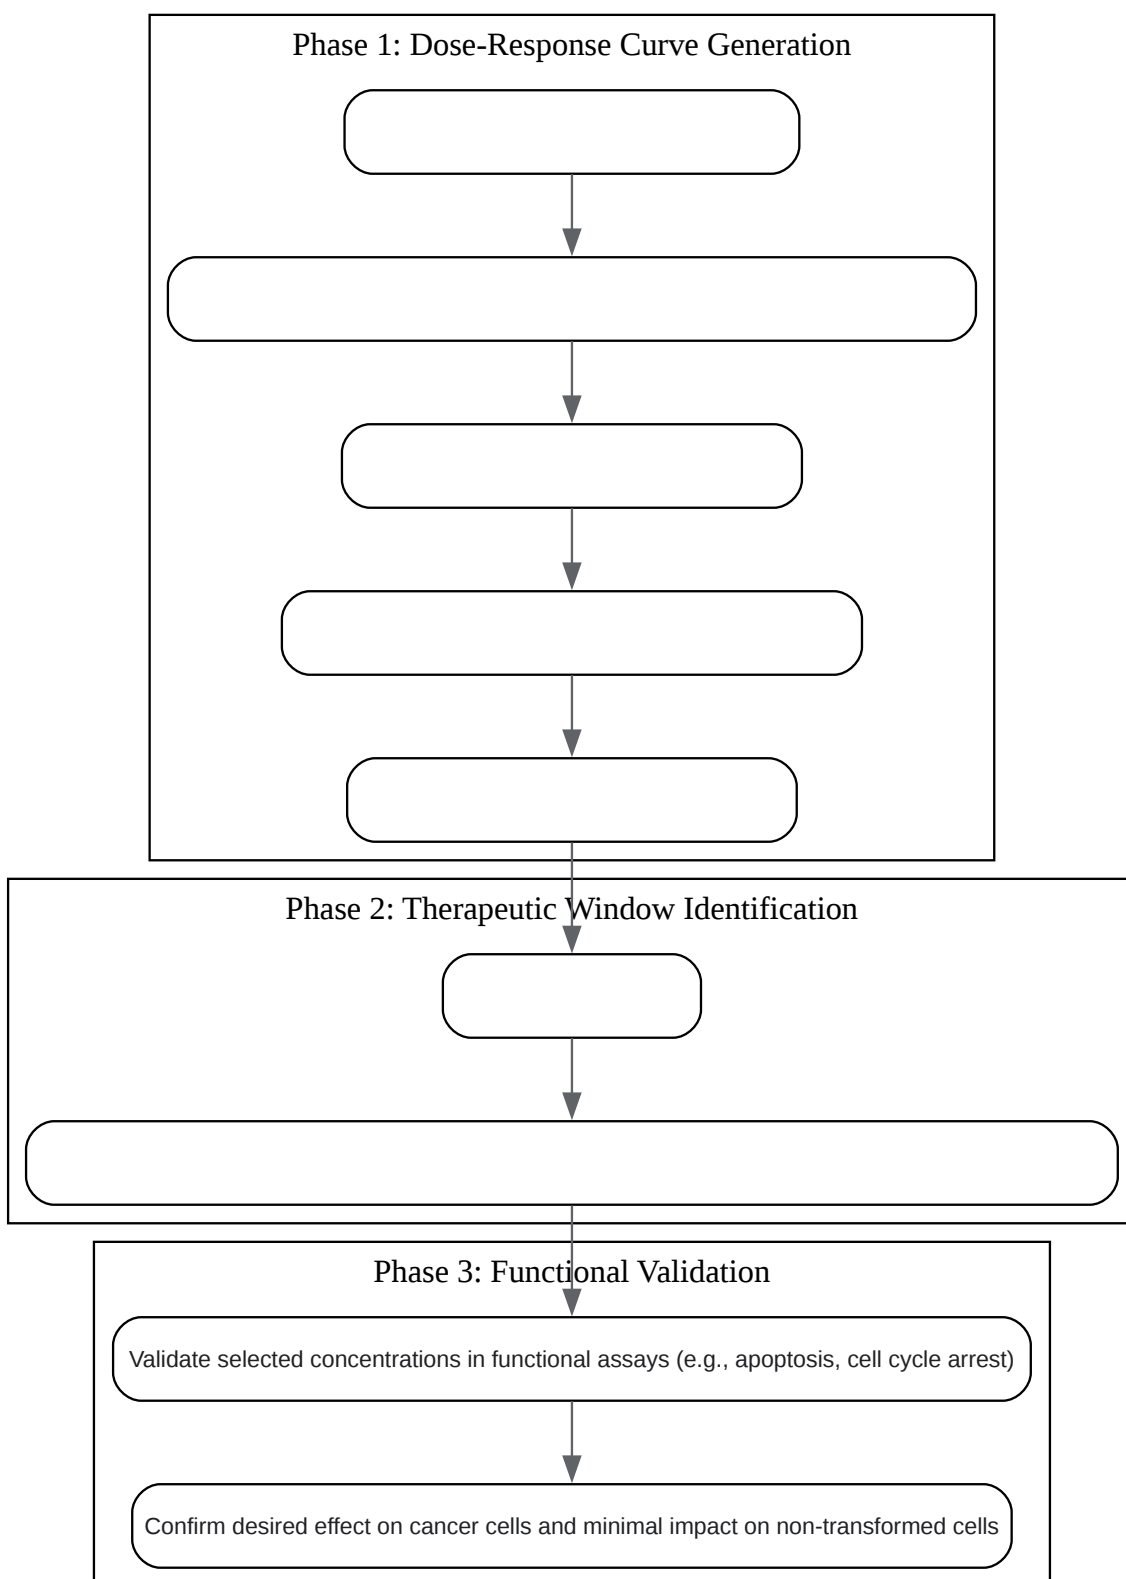 Phase 1: Dose-Response Curve Generation
Phase 2: Therapeutic Window Identification
Phase 3: Functional Validation
Validate selected concentrations in functional assays (e.g., apoptosis, cell cycle arrest)
Confirm desired effect on cancer cells and minimal impact on non-transformed cells